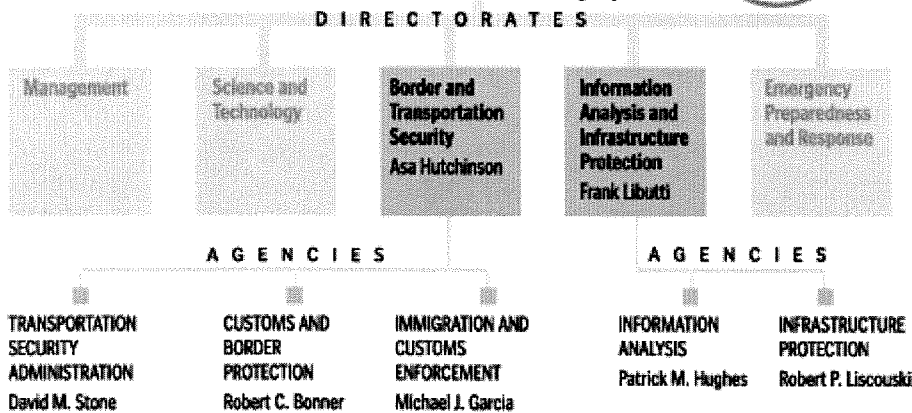 DIRECTORATES
Management
Science and
Technology
Border and
Transportation
Security
Asa Hutchinson
Information
Analysis and
Infrastructure
Protection
Frank Libutti
Emergency
Preparedness
and Response
AGENCIES
TRANSPORTATION
SECURITY
ADMINISTRATION
David M. Stone
CUSTOMS AND
BORDER
PROTECTION
Robert C. Bonner
IMMIGRATION AND
CUSTOMS
ENFORCEMENT
Michael J. Garcia
AGENCIES
INFORMATION
ANALYSIS
Patrick M. Hughes
INFRASTRUCTURE
PROTECTION
Robert P. Liscouski